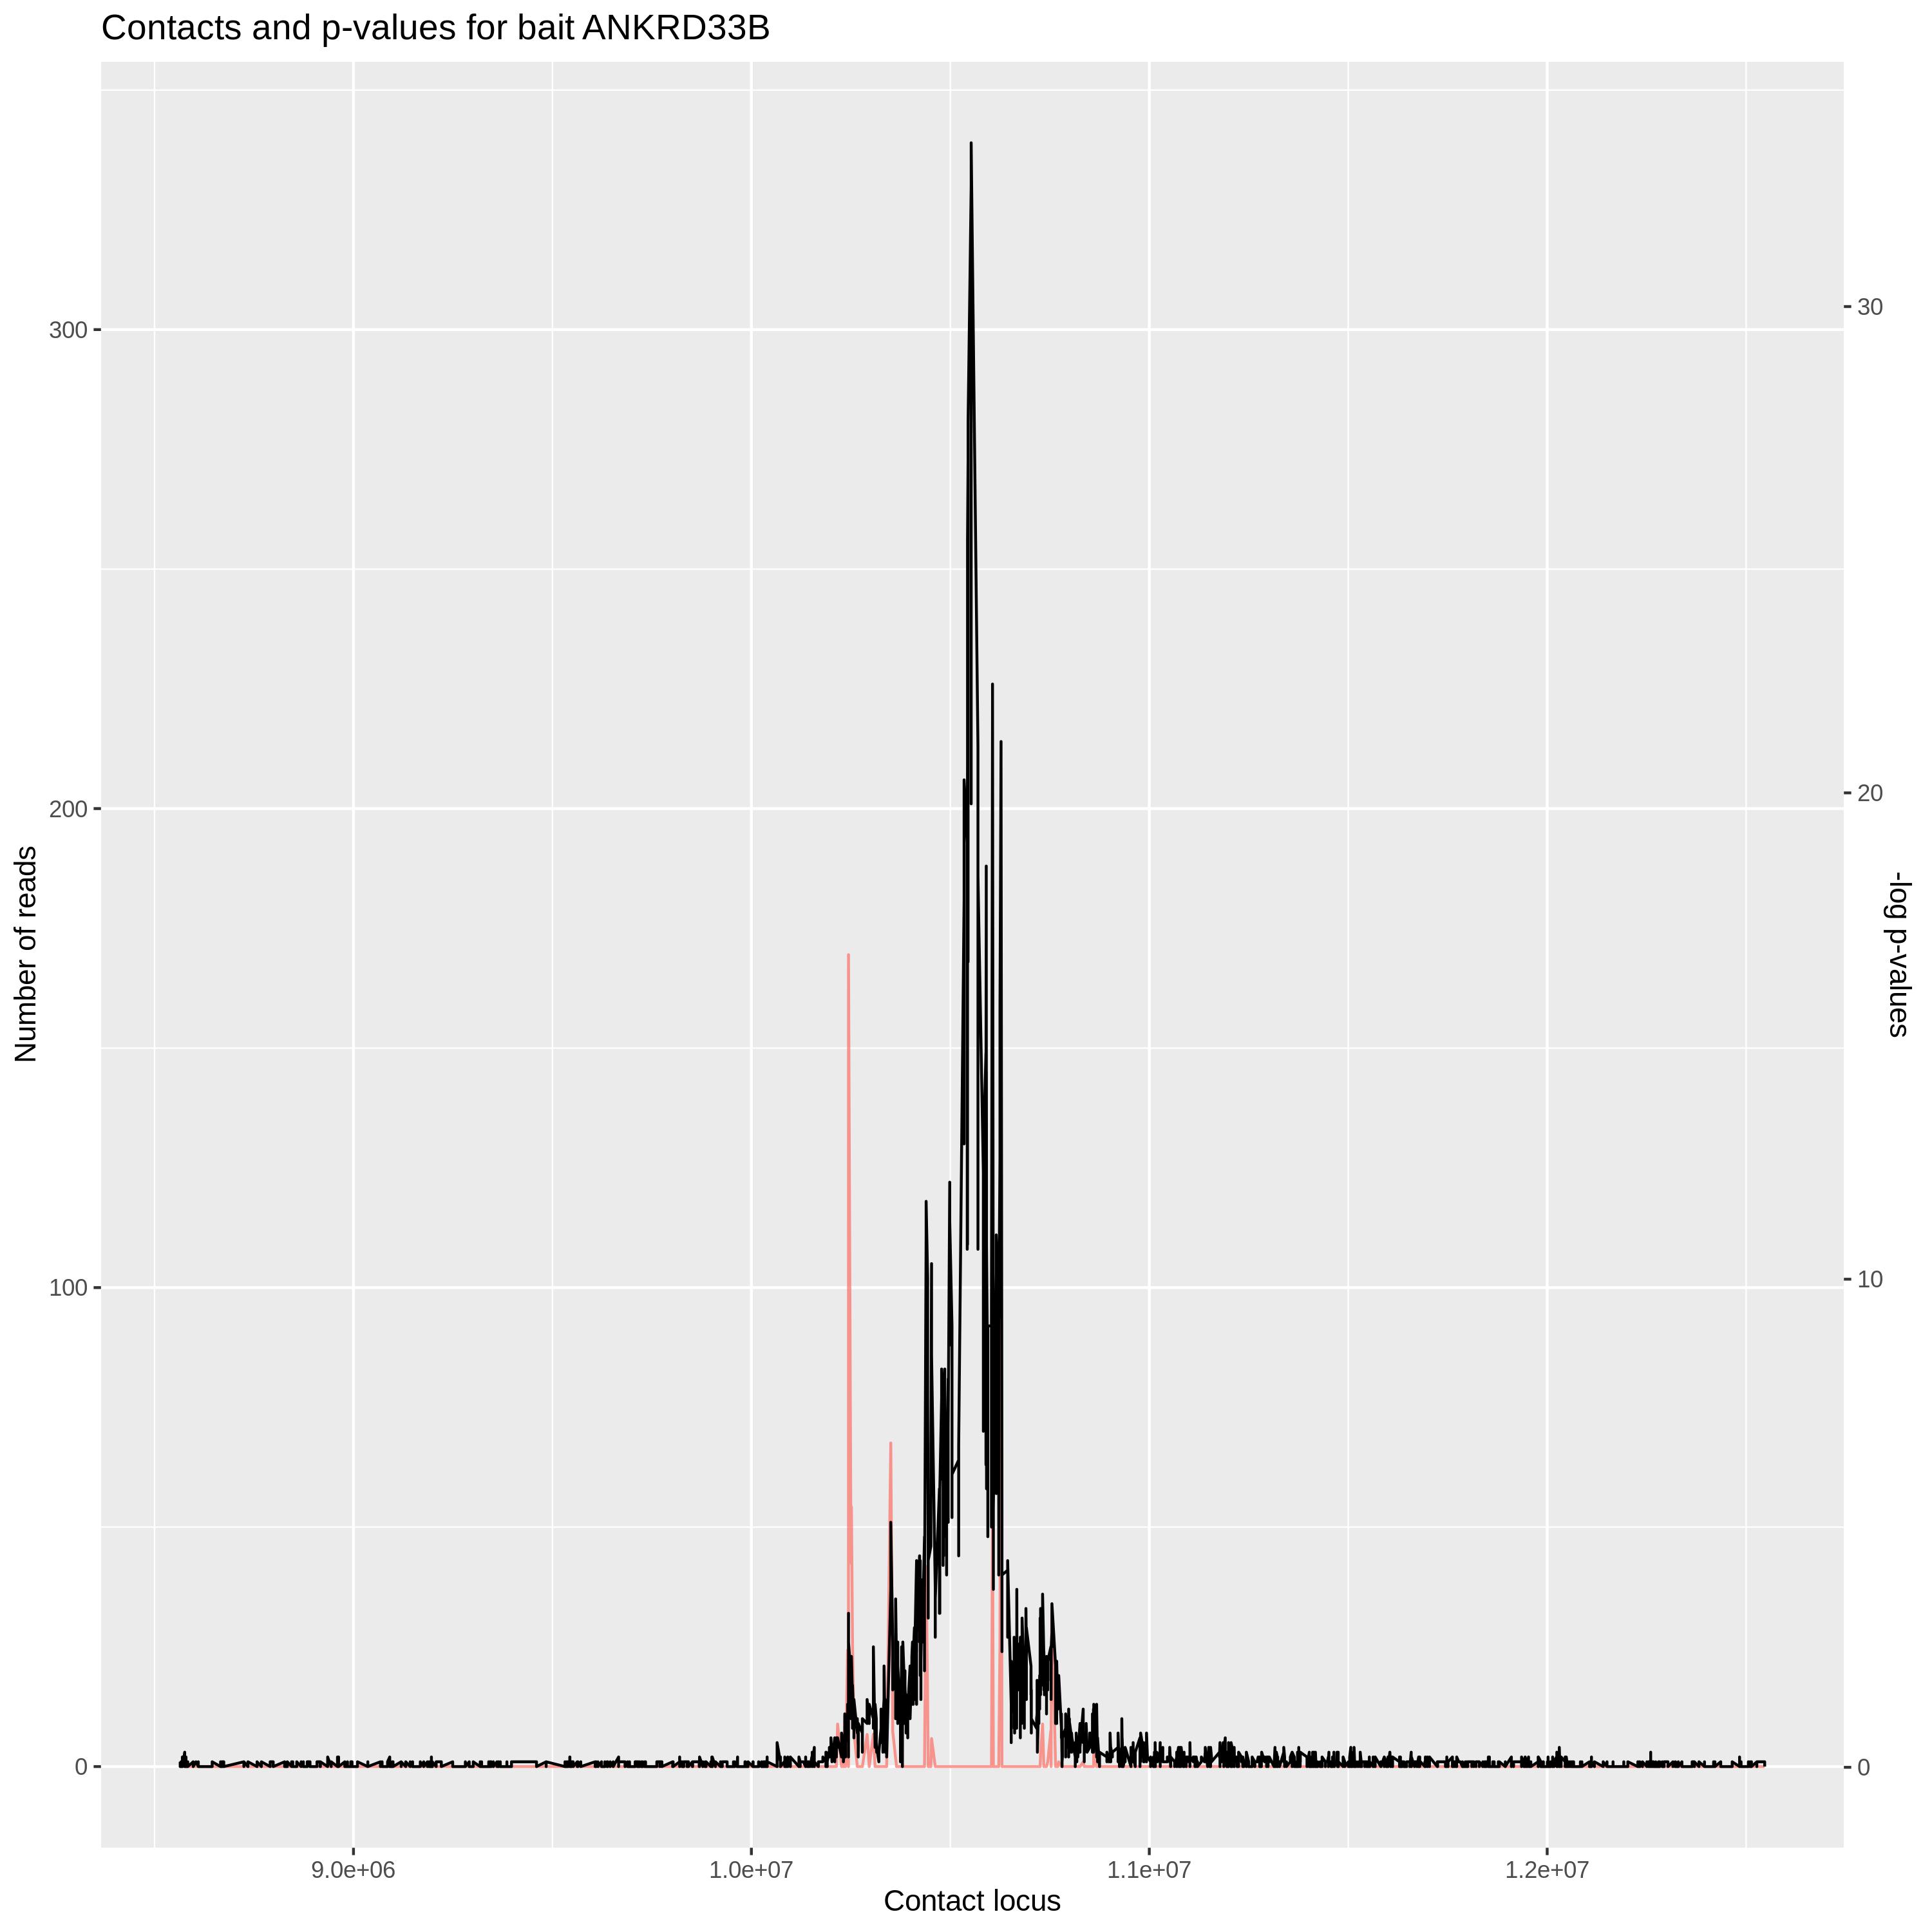 Contacts and p-values for bait ANKRD33B
Number of reads
300
200
100
0
30
20
10
0
-log p-values
9.0e+06
1.0e+07
1.1e+07
1.2e+07
Contact locus